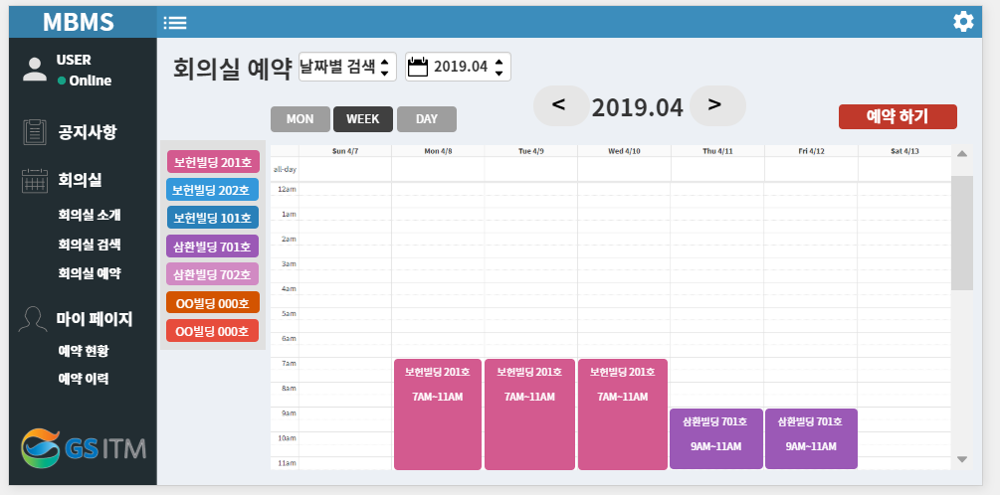 MBMS
USER
Online
공지사항
회의실
회의실 소개
회의실 검색
회의실 예약
마이 페이지
예약 현황
예약 이력
GS ITM
회의실 예약
날짜별 검색
2019.04
MON
WEEK
DAY
<
2019.04
>
예약 하기
보헌빌딩 201호
보헌빌딩 202호
보헌빌딩 101호
삼환빌딩 701호
삼환빌딩 702호
OO빌딩 000호
OO빌딩 000호
Sun 4/7
Mon 4/8
Tue 4/9
Wed 4/10
Thu 4/11
Fri 4/12
Sat 4/13
all-day
12am
1am
2am
3am
4am
5am
6am
7am
8am
9am
10am
11am
보헌빌딩 201호
7AM~11AM
보헌빌딩 201호
7AM~11AM
보헌빌딩 201호
7AM~11AM
삼환빌딩 701호
9AM~11AM
삼환빌딩 701호
9AM~11AM